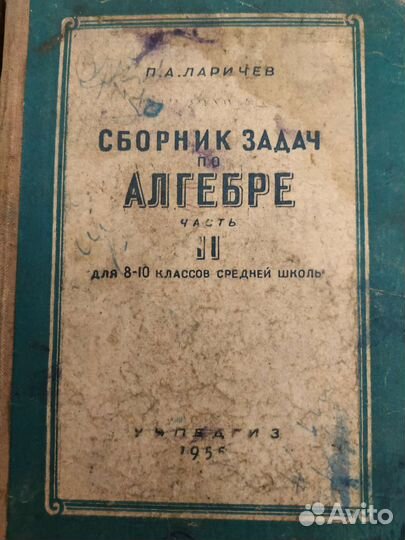 П.А.ЛАРИЧЕВ
СБОРНИК ЗАДАЧ
ПО
АЛГЕБРЕ
ЧАСТЬ
II
ДЛЯ 8-10 КЛАССОВ СРЕДНЕЙ ШКОЛЫ
УЧПЕДГИЗ
Avito